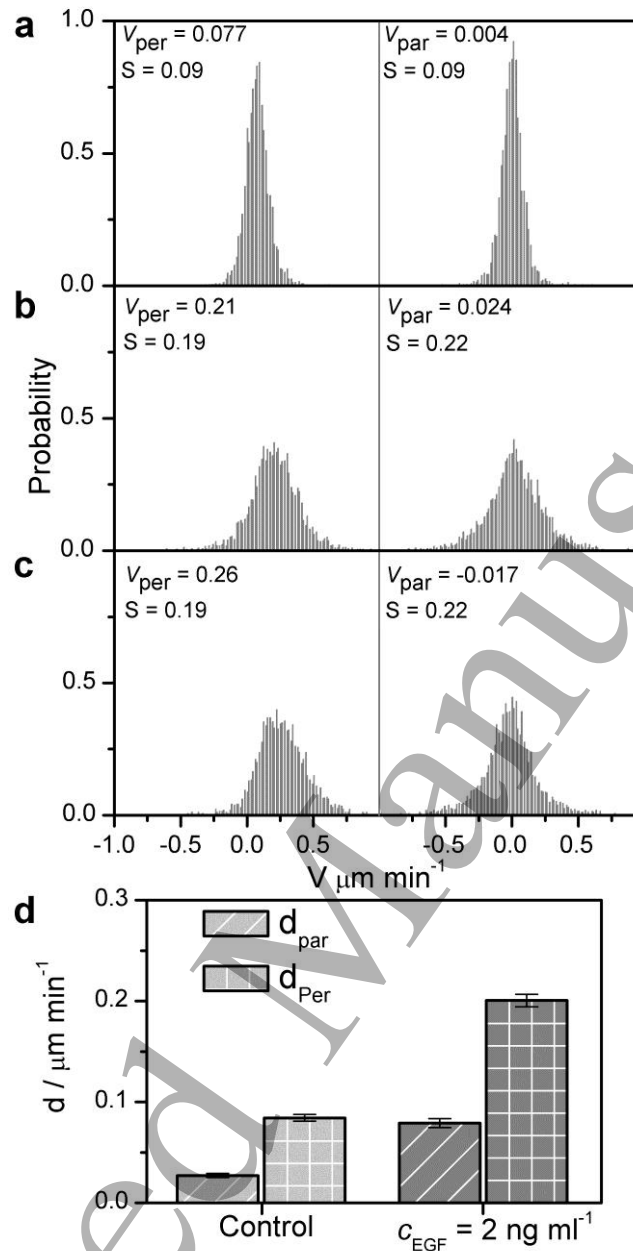 a
V_per = 0.077
S = 0.09
V_par = 0.004
S = 0.09
1.0
0.5
0.0
b
V_per = 0.21
S = 0.19
V_par = 0.024
S = 0.22
Probability
0.5
0.0
c
V_per = 0.26
S = 0.19
V_par = -0.017
S = 0.22
0.5
0.0
-1.0 -0.5 0.0 0.5 -0.5 0.0 0.5
V μm min⁻¹
d
0.3
0.2
0.1
0.0
d / μm min⁻¹
d_par
d_Per
Control
c_EGF = 2 ng ml⁻¹
ed Manus